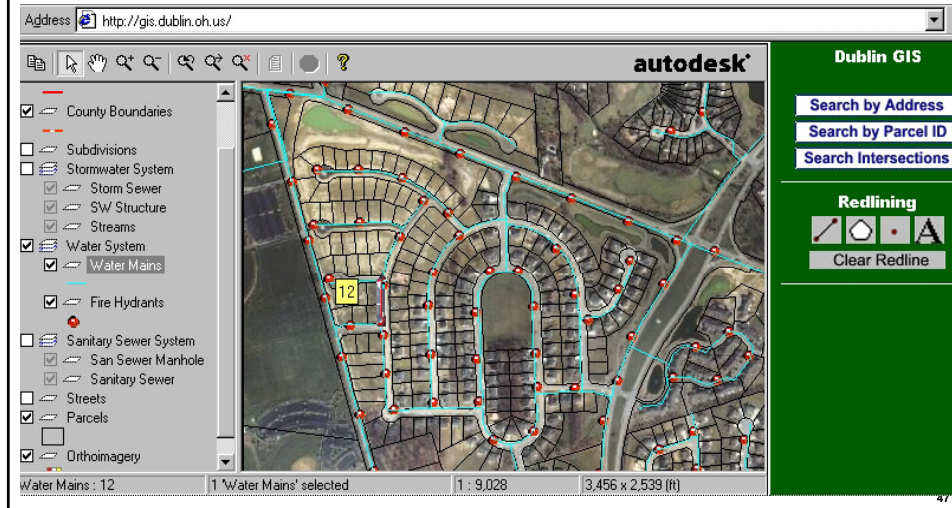 Address http://gis.dublin.oh.us/
autodesk
Dublin GIS
County Boundaries
Subdivisions
Stormwater System
Storm Sewer
SW Structure
Streams
Water System
Water Mains
Fire Hydrants
Sanitary Sewer System
San Sewer Manhole
Sanitary Sewer
Streets
Parcels
Orthoimagery
12
Search by Address
Search by Parcel ID
Search Intersections
Redlining
A
Clear Redline
Water Mains : 12 1 'Water Mains' selected 1 : 9,028 3,456 x 2,539 (ft)
47